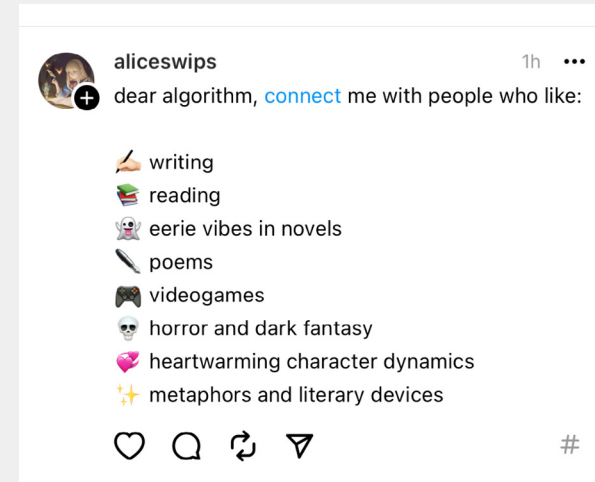 aliceswips 1h
dear algorithm, connect me with people who like:
✍🏻 writing
📚 reading
👻 eerie vibes in novels
🖋️ poems
🎮 videogames
💀 horror and dark fantasy
💞 heartwarming character dynamics
✨ metaphors and literary devices
#